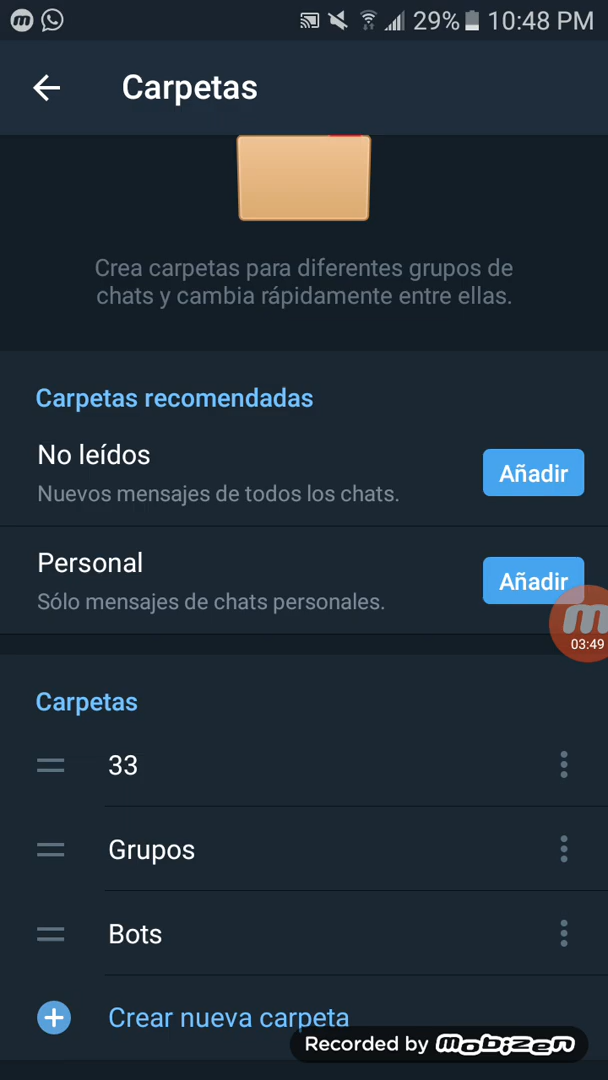 29% 10:48 PM
Carpetas
Crea carpetas para diferentes grupos de
chats y cambia rápidamente entre ellas.
Carpetas recomendadas
No leídos
Añadir
Nuevos mensajes de todos los chats.
Personal
Añadir
Sólo mensajes de chats personales.
m
03:49
Carpetas
33
Grupos
Bots
Crear nueva carpeta
Recorded by mobizen